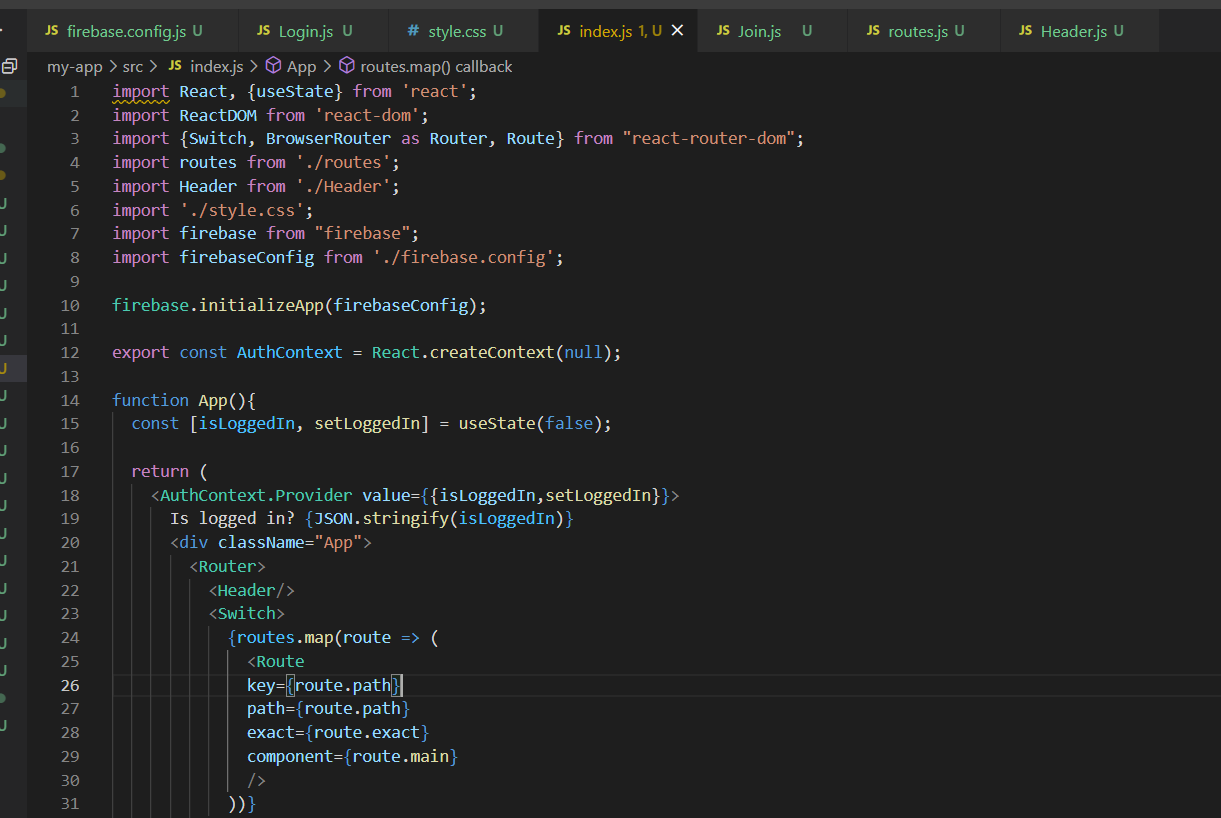 JS firebase.config.js U JS Login.js U # style.css U JS index.js 1, U JS Join.js U JS routes.js U JS Header.js U
my-app > src > JS index.js > App > routes.map() callback
1 import React, {useState} from 'react';
2 import ReactDOM from 'react-dom';
3 import {Switch, BrowserRouter as Router, Route} from "react-router-dom";
4 import routes from './routes';
5 import Header from './Header';
6 import './style.css';
7 import firebase from "firebase";
8 import firebaseConfig from './firebase.config';
9
10 firebase.initializeApp(firebaseConfig);
11
12 export const AuthContext = React.createContext(null);
13
14 function App(){
15 const [isLoggedIn, setLoggedIn] = useState(false);
16
17 return (
18 <AuthContext.Provider value={{isLoggedIn,setLoggedIn}}>
19 Is logged in? {JSON.stringify(isLoggedIn)}
20 <div className="App">
21 <Router>
22 <Header/>
23 <Switch>
24 {routes.map(route => (
25 <Route
26 key={route.path}
27 path={route.path}
28 exact={route.exact}
29 component={route.main}
30 />
31 ))}